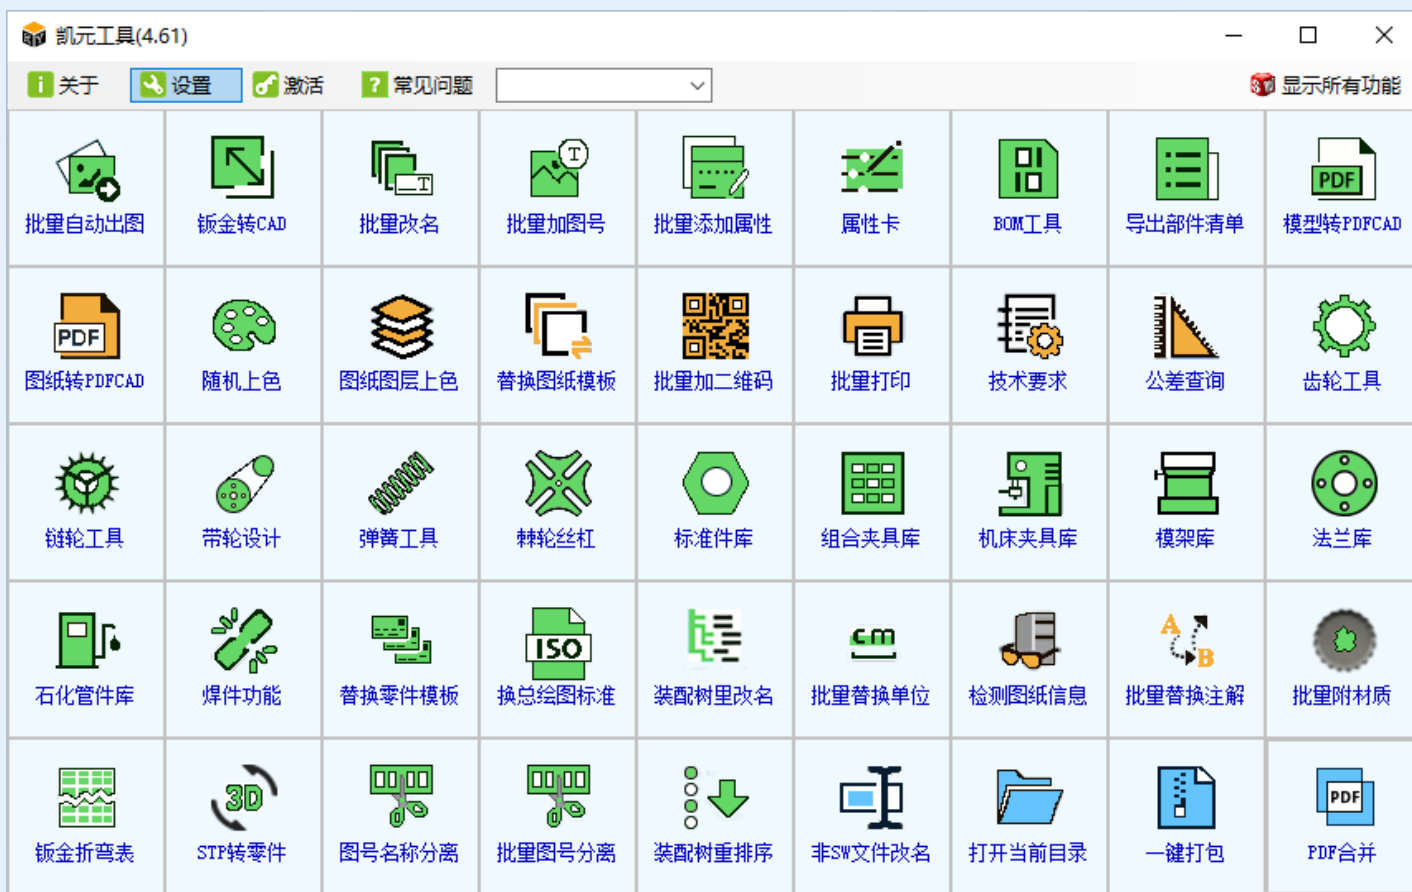 凯元工具(4.61)
关于 设置 激活 常见问题 显示所有功能
批量自动出图 钣金转CAD 批量改名 批量加图号 批量添加属性 属性卡 BOM工具 导出部件清单 模型转PDFCAD
图纸转PDFCAD 随机上色 图纸图层上色 替换图纸模板 批量加二维码 批量打印 技术要求 公差查询 齿轮工具
链轮工具 带轮设计 弹簧工具 棘轮丝杠 标准件库 组合夹具库 机床夹具库 模架库 法兰库
石化管件库 焊件功能 替换零件模板 换总绘图标准 装配树里改名 批量替换单位 检测图纸信息 批量替换注解 批量附材质
钣金折弯表 STP转零件 图号名称分离 批量图号分离 装配树重排序 非SW文件改名 打开当前目录 一键打包 PDF合并
T
T
PDF
PDF
ISO
cm
A
B
3D
PDF